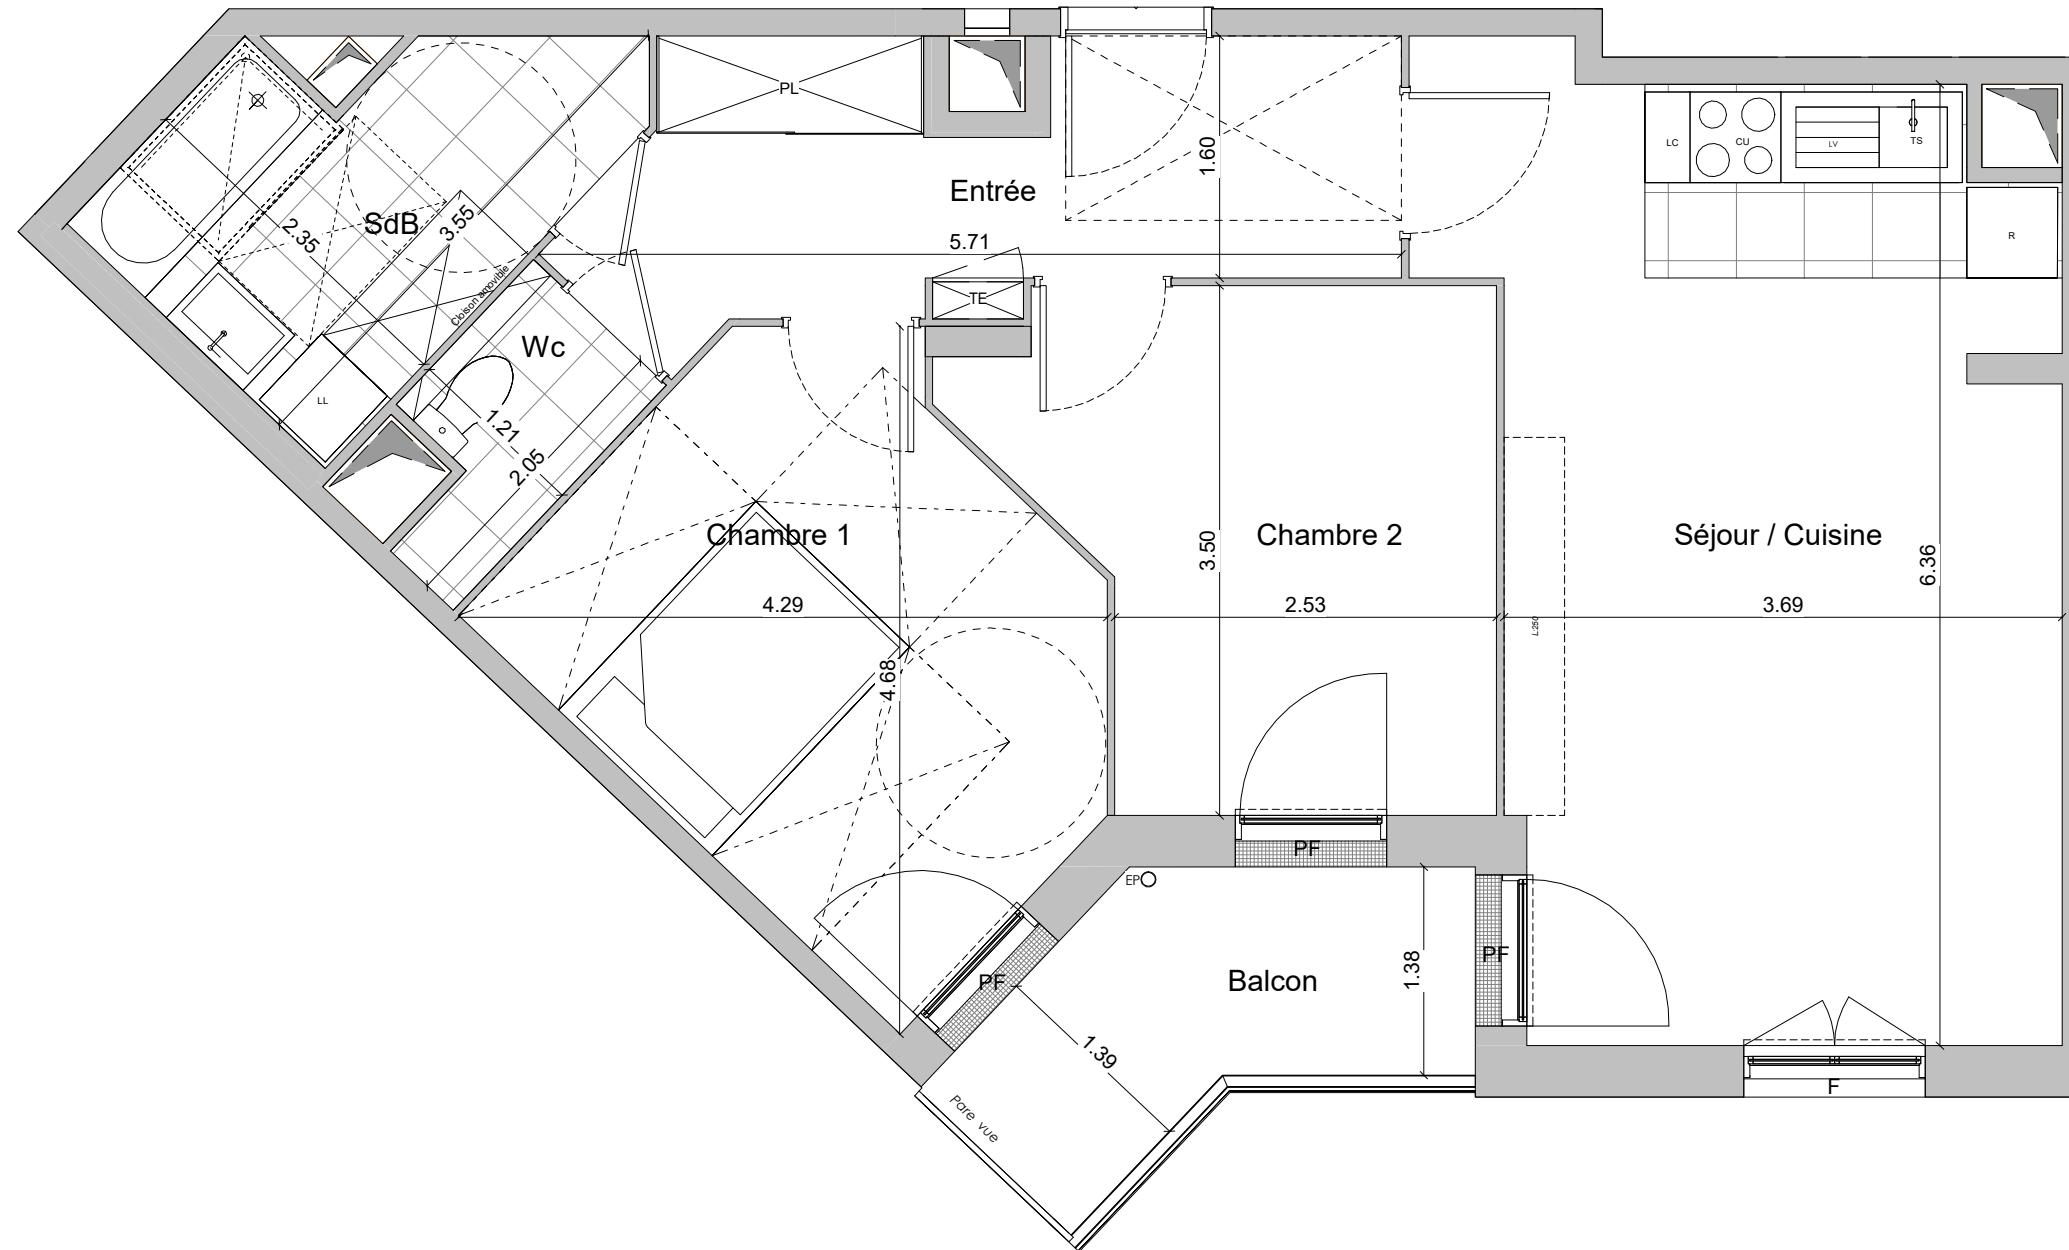 PL
LC
CU
LV
TS
1.60
Entrée
SdB
3.55
2.35
R
5.71
Cloison amovible
TE
Wc
LL
1.21
2.05
Chambre 1
3.50
Chambre 2
Séjour / Cuisine
6.36
4.29
2.53
3.69
L:250
4.68
PF
EP
PF
PF
Balcon
1.38
1.39
F
Pare vue